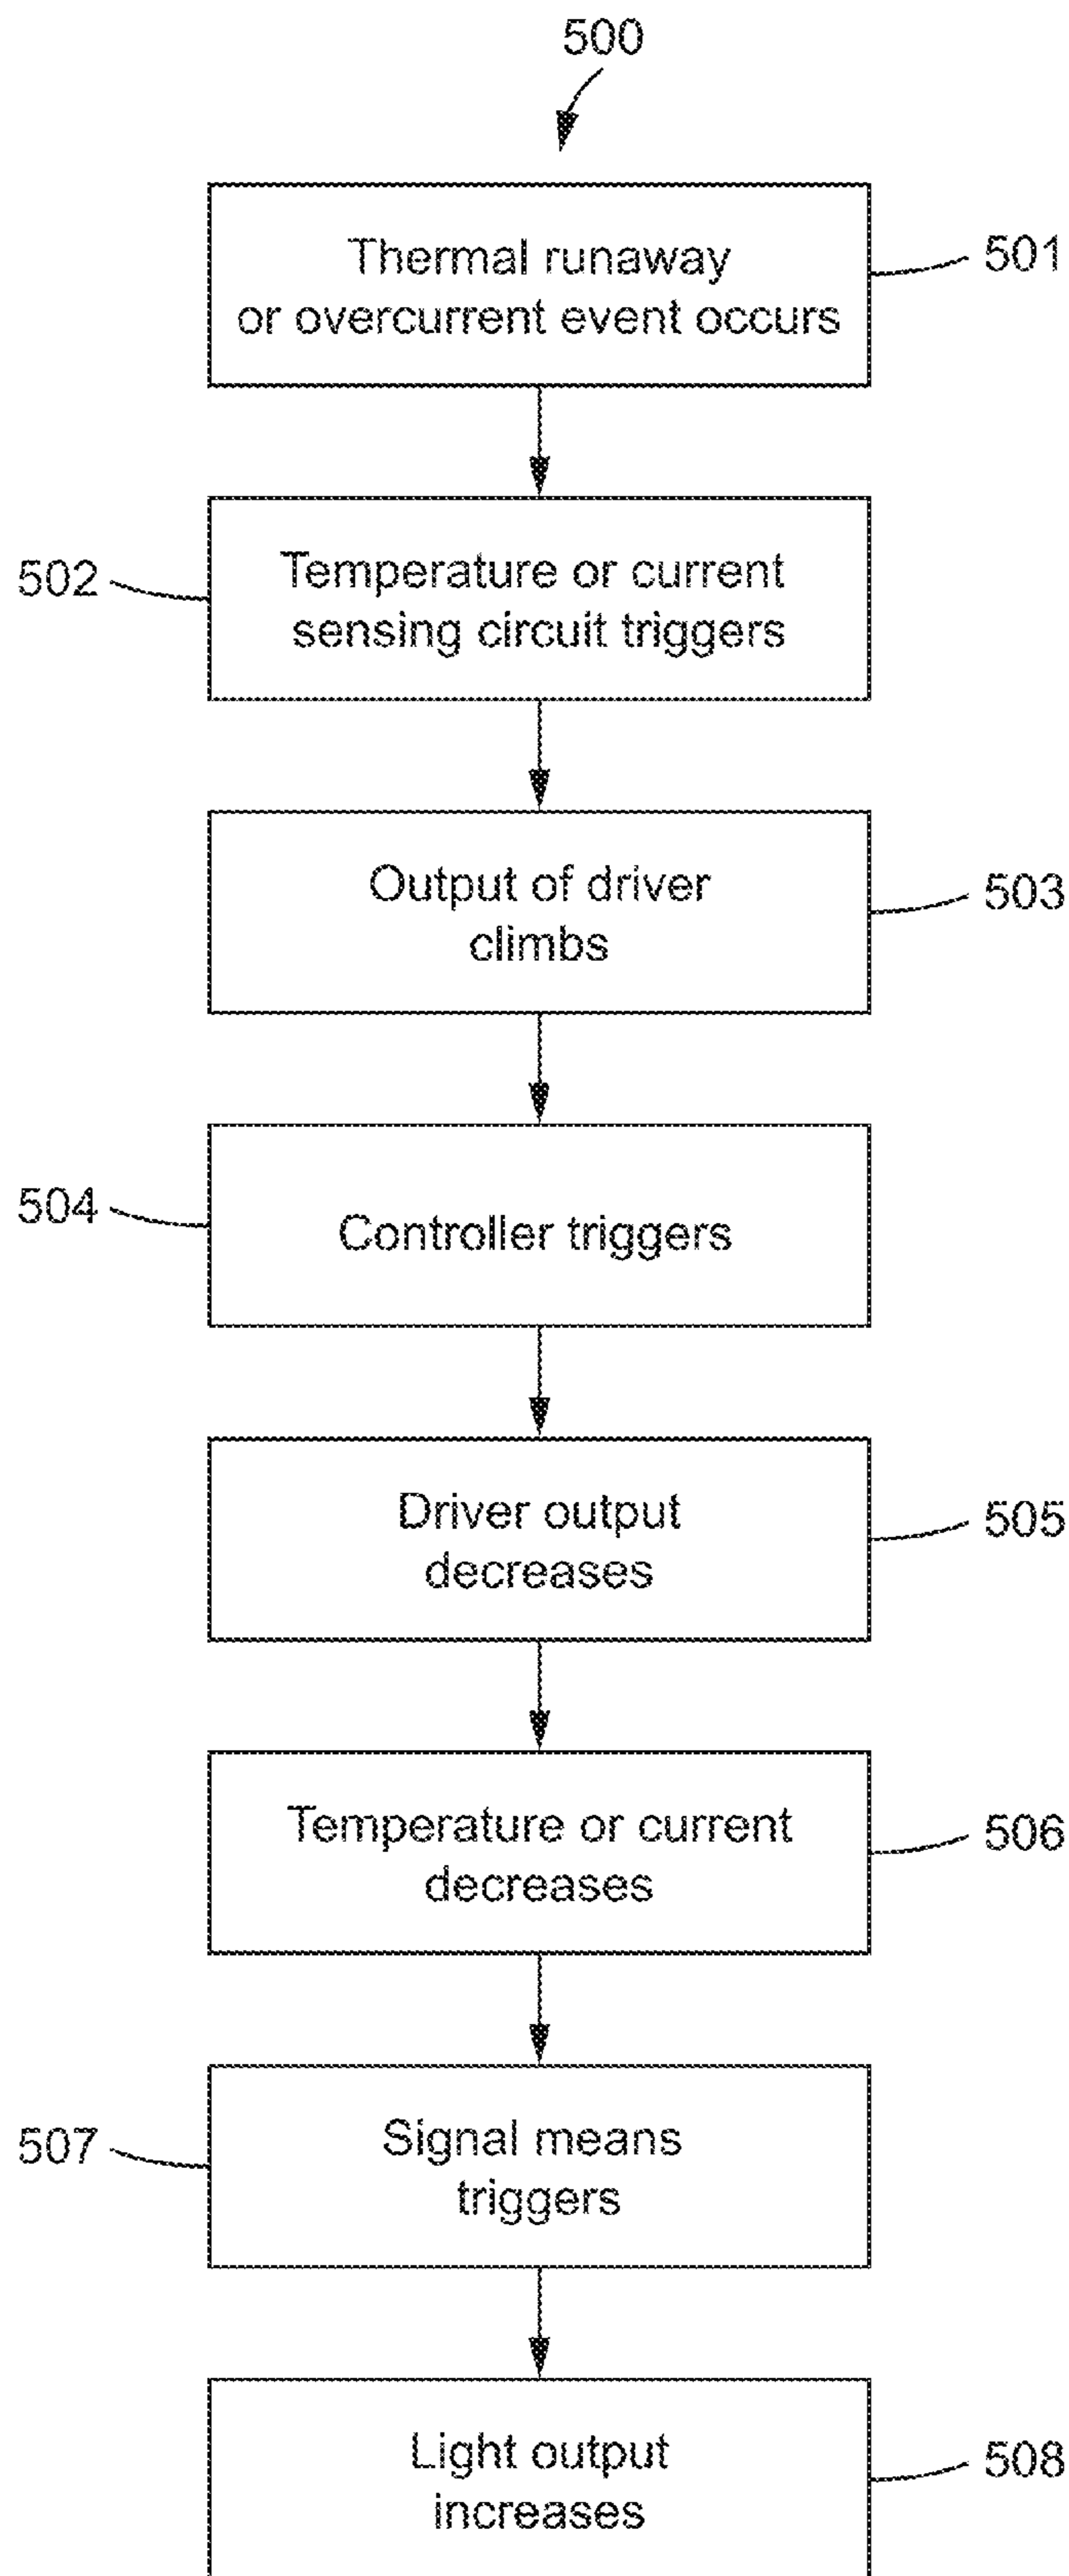 500
Thermal runaway
or overcurrent event occurs
501
502
Temperature or current
sensing circuit triggers
Output of driver
climbs
503
504
Controller triggers
Driver output
decreases
505
Temperature or current
decreases
506
507
Signal means
triggers
Light output
increases
508